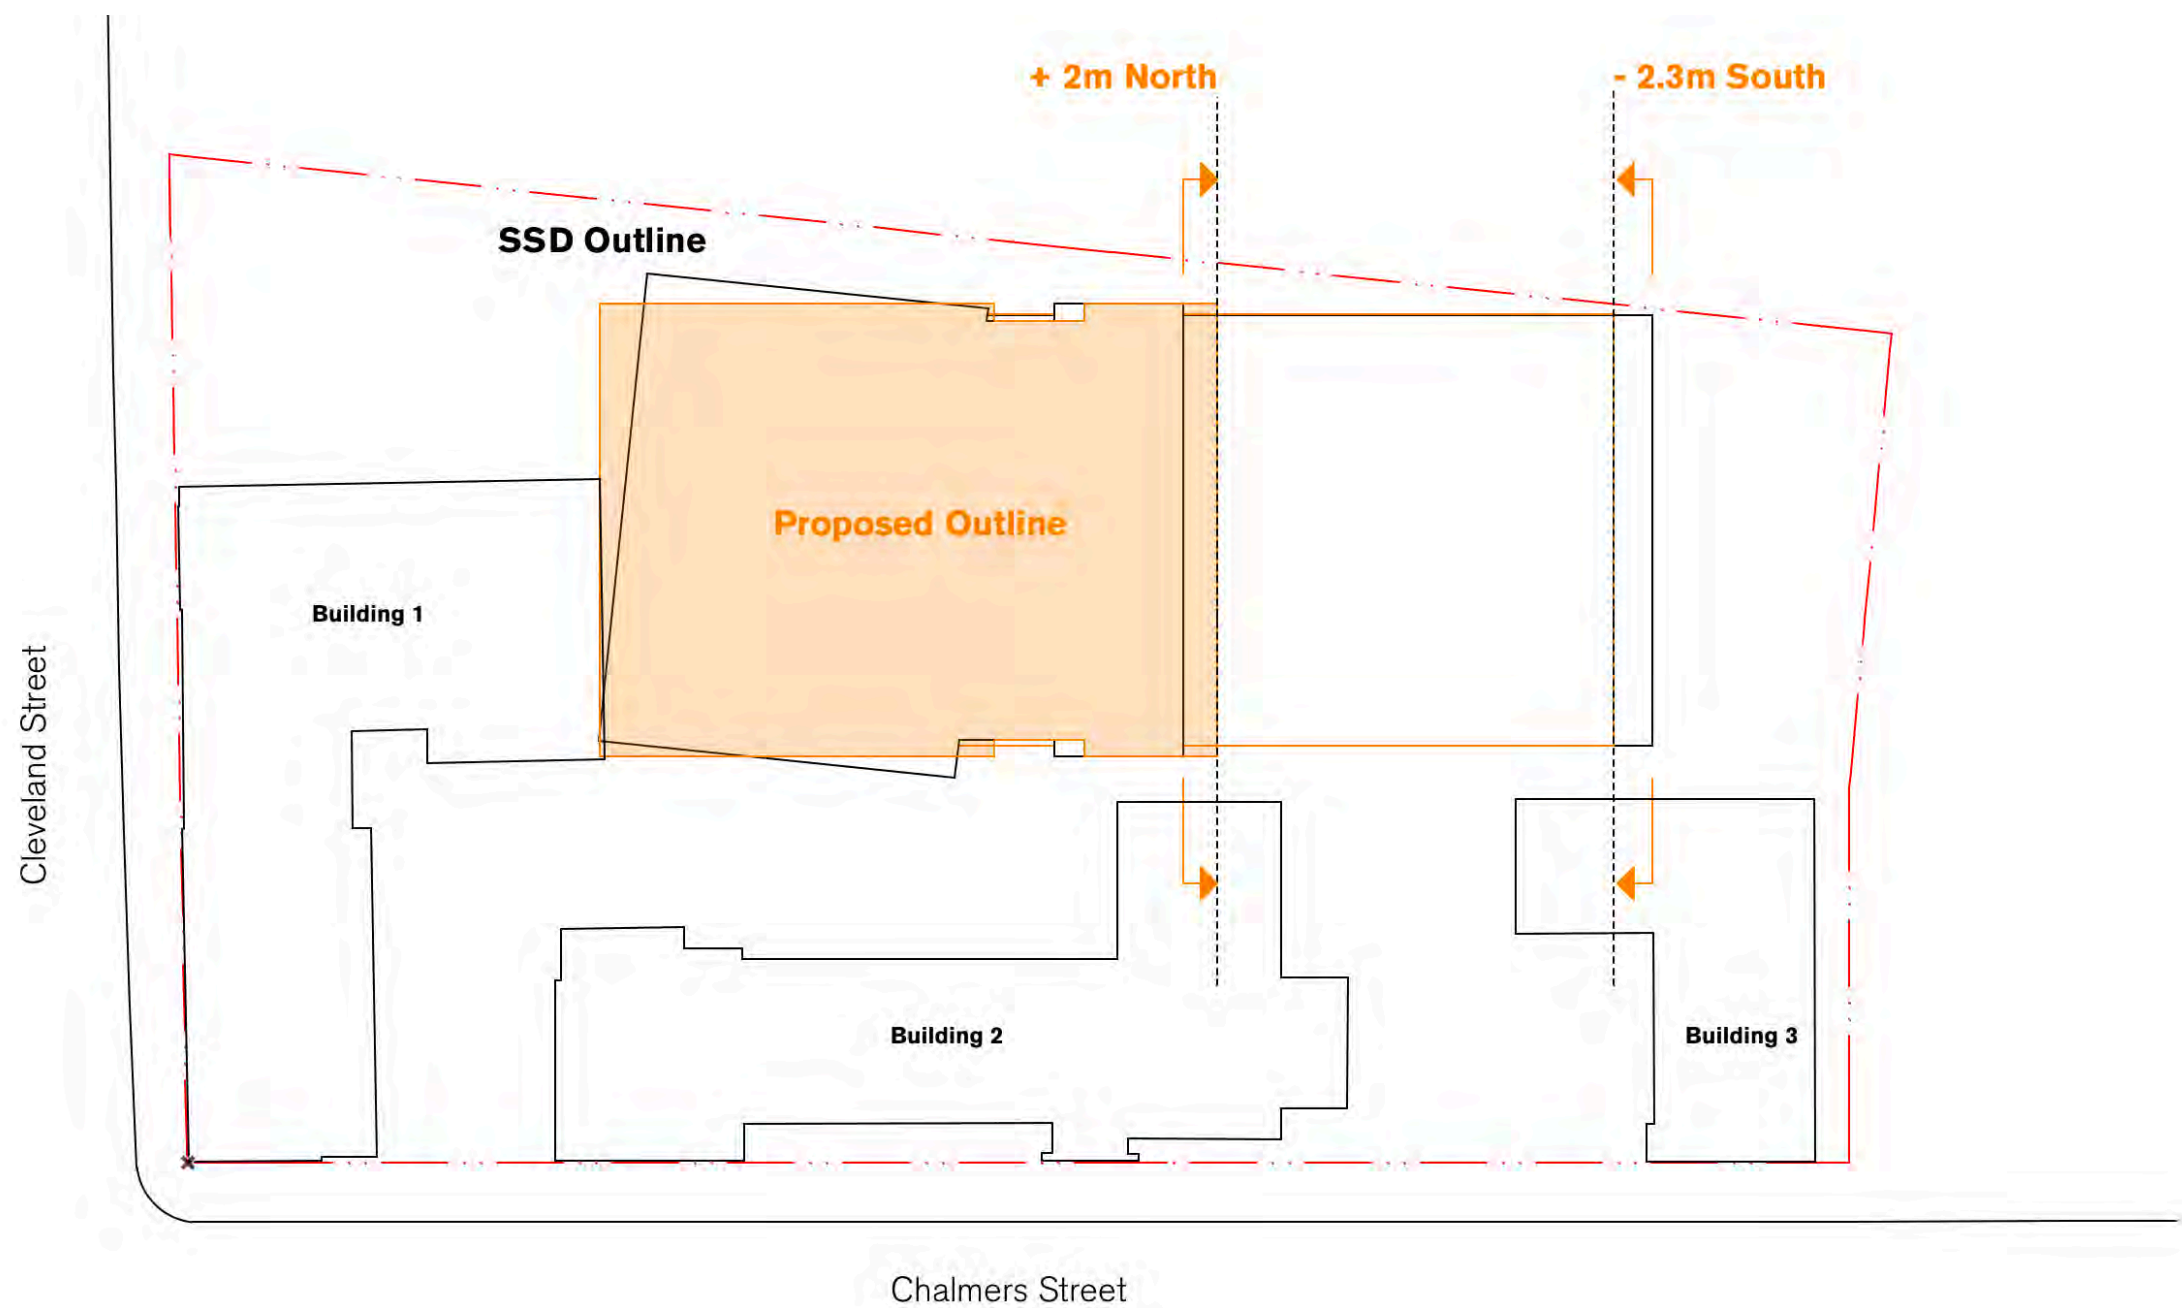 + 2m North
- 2.3m South
SSD Outline
Proposed Outline
Building 1
Cleveland Street
Building 2
Building 3
Chalmers Street